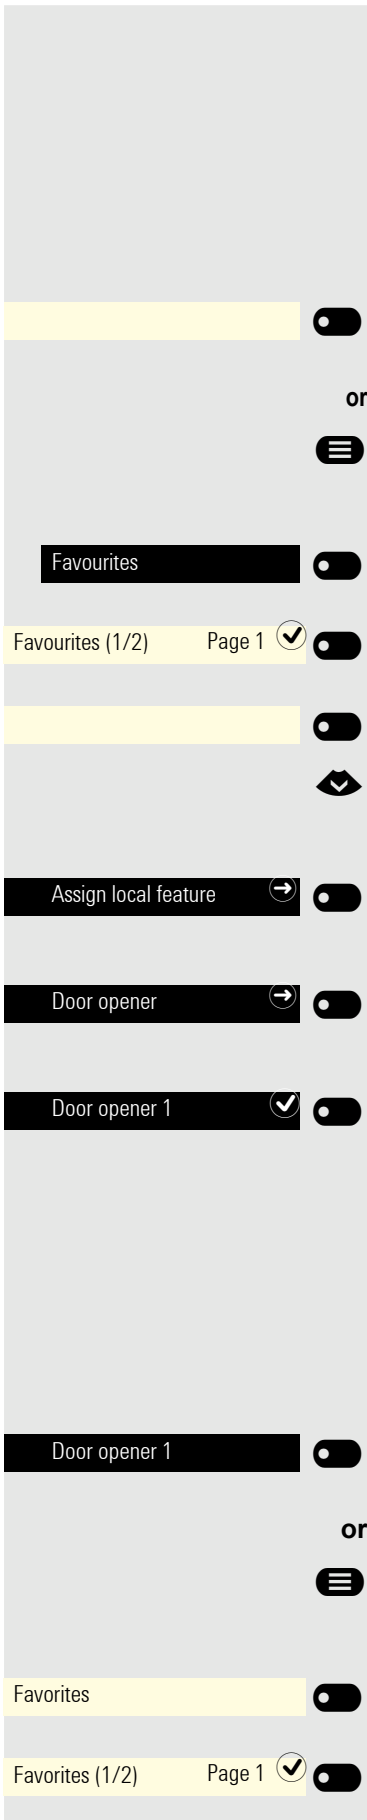 or
Favourites
Favourites (1/2) Page 1
Assign local feature
Door opener
Door opener 1
Door opener 1
or
Favorites
Favorites (1/2) Page 1